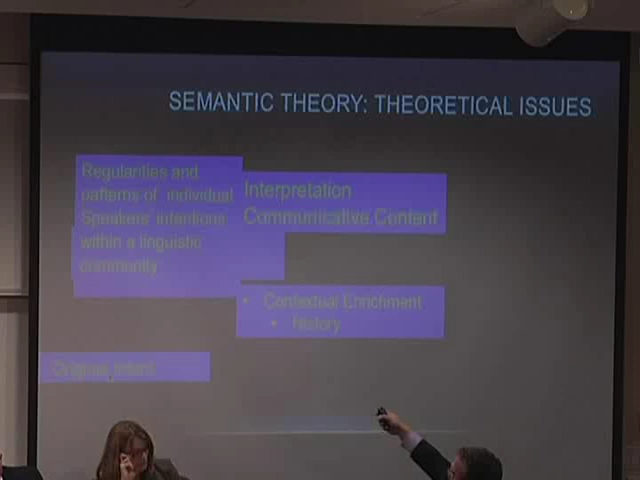 SEMANTIC THEORY: THEORETICAL ISSUES
Regularities and
patterns of individual
Speakers' intentions
within a linguistic
community
Interpretation
Communicative Content
• Contextual Enrichment
• history
Original intent